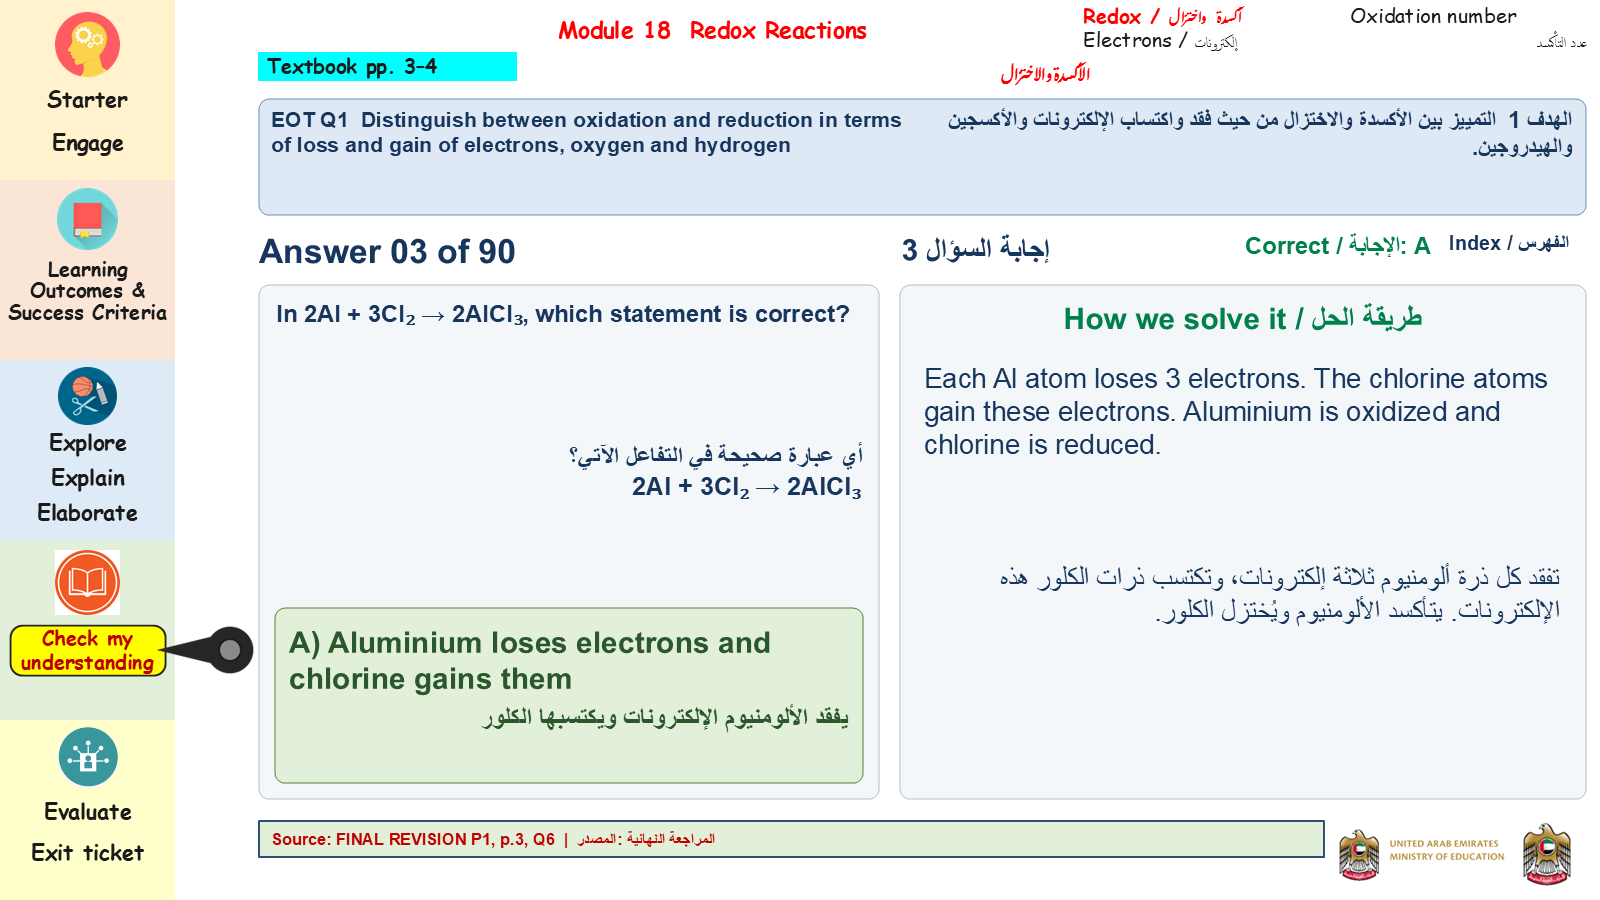 Starter
Engage
Learning
Outcomes &
Success Criteria
Explore
Explain
Elaborate
Check my
understanding
Evaluate
Exit ticket
Module 18 Redox Reactions
Redox / أكسدة واختزال
Electrons / إلكترونات
Oxidation number
عدد التأكسد
Textbook pp. 3–4
الأكسدة والاختزال
EOT Q1 Distinguish between oxidation and reduction in terms
of loss and gain of electrons, oxygen and hydrogen
الهدف 1 التمييز بين الأكسدة والاختزال من حيث فقد واكتساب الإلكترونات والأكسجين
والهيدروجين.
Answer 03 of 90
إجابة السؤال 3
Correct / الإجابة: A
Index / الفهرس
In 2Al + 3Cl₂ → 2AlCl₃, which statement is correct?
أي عبارة صحيحة في التفاعل الآتي؟
2Al + 3Cl₂ → 2AlCl₃
A) Aluminium loses electrons and
chlorine gains them
يفقد الألومنيوم الإلكترونات ويكتسبها الكلور
How we solve it / طريقة الحل
Each Al atom loses 3 electrons. The chlorine atoms
gain these electrons. Aluminium is oxidized and
chlorine is reduced.
تفقد كل ذرة ألومنيوم ثلاثة إلكترونات، وتكتسب ذرات الكلور هذه
الإلكترونات. يتأكسد الألومنيوم ويُختزل الكلور.
Source: FINAL REVISION P1, p.3, Q6 | المراجعة النهائية :المصدر
UNITED ARAB EMIRATES
MINISTRY OF EDUCATION